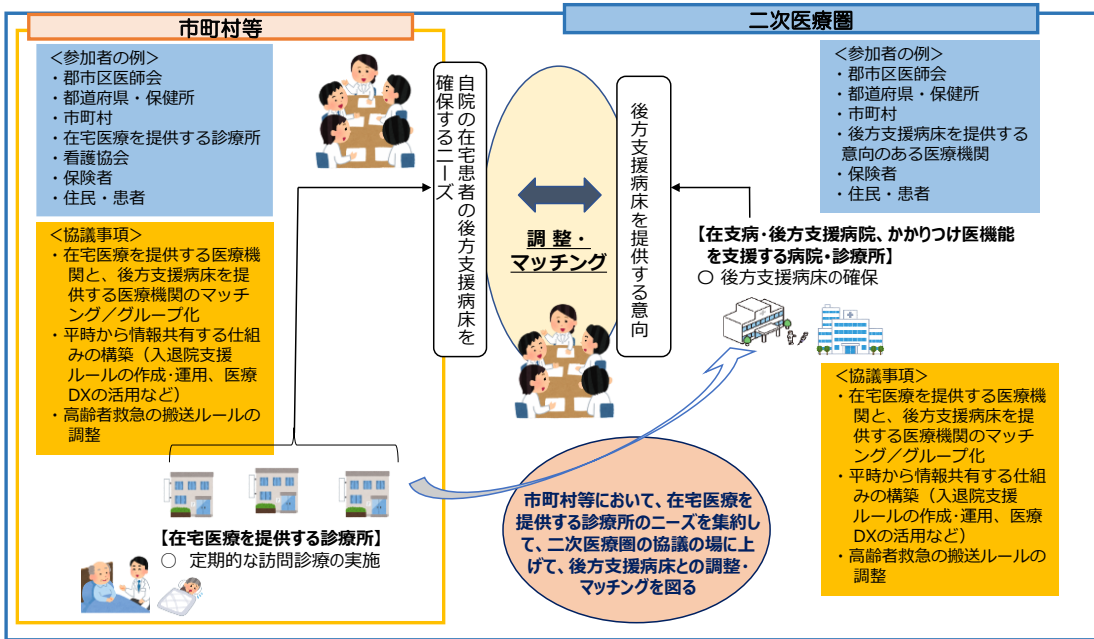 市町村等
＜参加者の例＞
・郡市区医師会
・都道府県・保健所
・市町村
・在宅医療を提供する診療所
・看護協会
・保険者
・住民・患者
＜協議事項＞
・在宅医療を提供する医療機
関と、後方支援病床を提
供する医療機関のマッチ
ング／グループ化
・平時から情報共有する仕組
みの構築（入退院支援
ルールの作成・運用、医療
DXの活用など）
・高齢者救急の搬送ルールの
調整
【在宅医療を提供する診療所】
○ 定期的な訪問診療の実施
自院の在宅患者の後方支援病床を
確保するニーズ
調整・
マッチング
後方支援病床を提供する意向
市町村等において、在宅医療を
提供する診療所のニーズを集約し
て、二次医療圏の協議の場に上
げて、後方支援病床との調整・
マッチングを図る
二次医療圏
＜参加者の例＞
・郡市区医師会
・都道府県・保健所
・市町村
・後方支援病床を提供する
意向のある医療機関
・保険者
・住民・患者
【在支病・後方支援病院、かかりつけ医機能
を支援する病院・診療所】
○ 後方支援病床の確保
＜協議事項＞
・在宅医療を提供する医療機
関と、後方支援病床を提
供する医療機関のマッチ
ング／グループ化
・平時から情報共有する仕組
みの構築（入退院支援
ルールの作成・運用、医療
DXの活用など）
・高齢者救急の搬送ルールの
調整